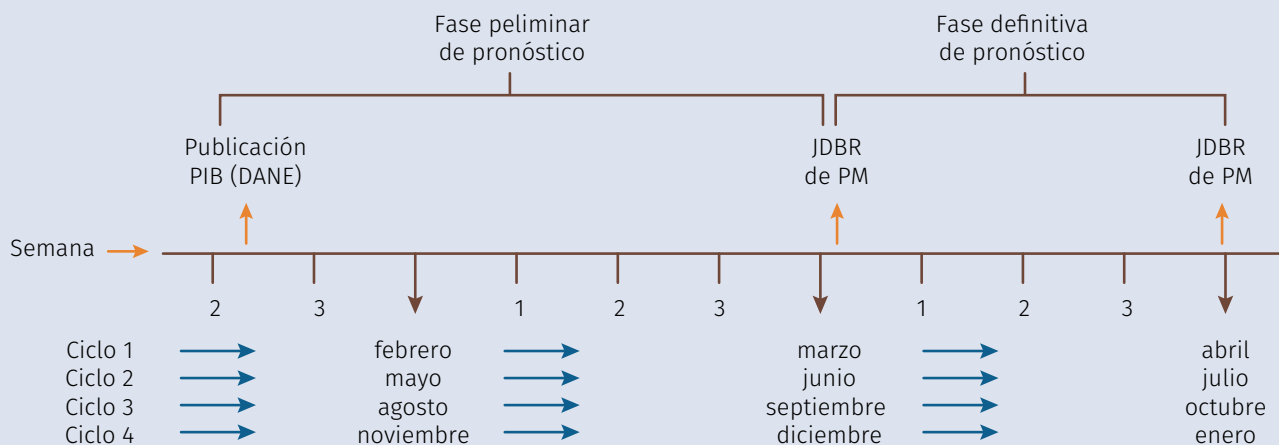 Fase peliminar
de pronóstico
Fase definitiva
de pronóstico
Publicación
PIB (DANE)
JDBR
de PM
JDBR
de PM
Semana
2 3 1 2 3 1 2 3
Ciclo 1 febrero marzo abril
Ciclo 2 mayo junio julio
Ciclo 3 agosto septiembre octubre
Ciclo 4 noviembre diciembre enero